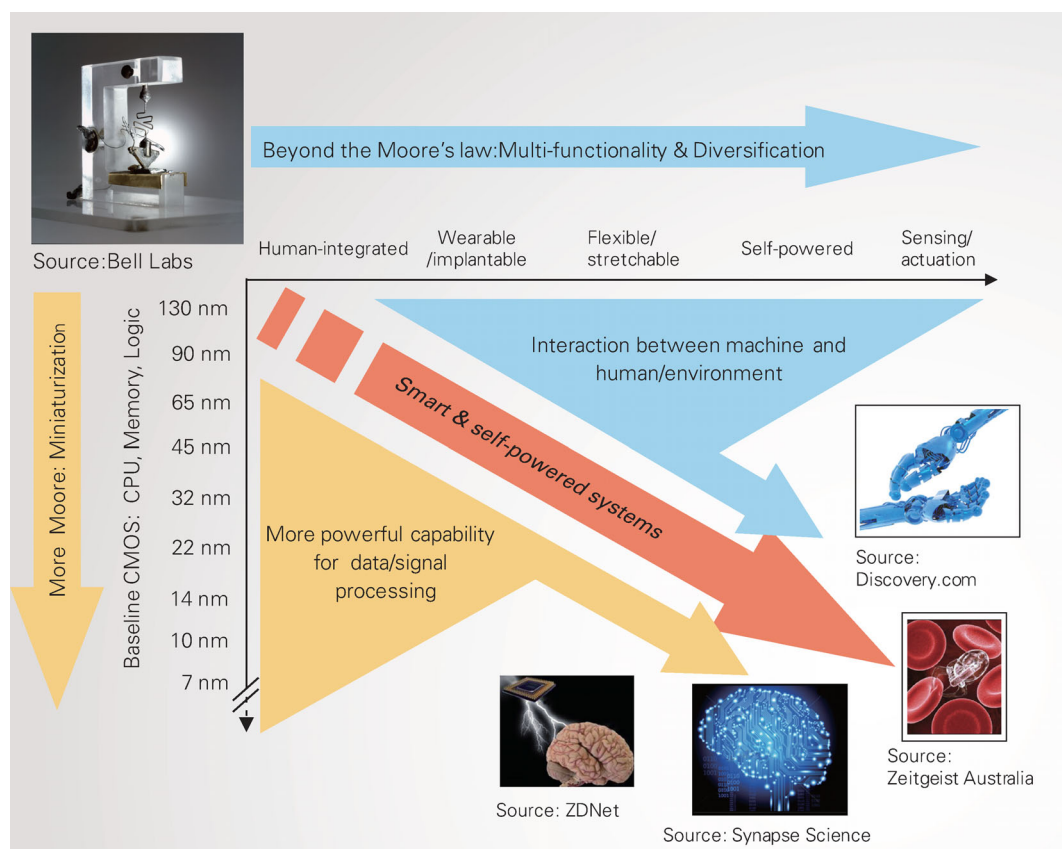 Beyond the Moore's law:Multi-functionality & Diversification
Source:Bell Labs
Human-integrated
Wearable
/implantable
Flexible/
stretchable
Self-powered
Sensing/
actuation
More Moore: Miniaturization
Baseline CMOS: CPU, Memory, Logic
130 nm
90 nm
65 nm
45 nm
32 nm
22 nm
14 nm
10 nm
7 nm
Interaction between machine and
human/environment
Smart & self-powered systems
More powerful capability
for data/signal
processing
Source:
Discovery.com
Source:
Zeitgeist Australia
Source: ZDNet
Source: Synapse Science